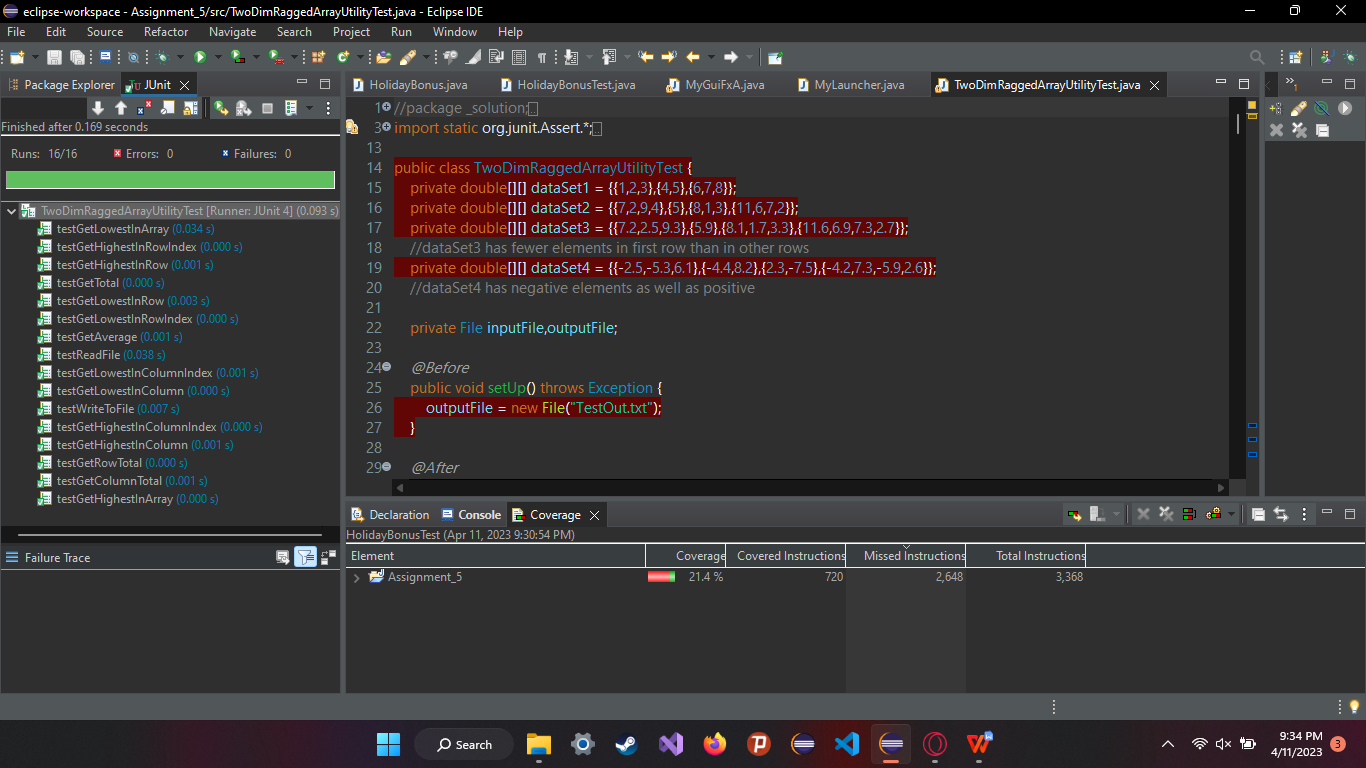 eclipse-workspace - Assignment_5/src/TwoDimRaggedArrayUtilityTest.java - Eclipse IDE
File Edit Source Refactor Navigate Search Project Run Window Help
Package Explorer JUnit
Finished after 0.169 seconds
Runs: 16/16 Errors: 0 Failures: 0
TwoDimRaggedArrayUtilityTest [Runner: JUnit 4] (0.093 s)
testGetLowestInArray (0.034 s)
testGetHighestInRowIndex (0.000 s)
testGetHighestInRow (0.001 s)
testGetTotal (0.000 s)
testGetLowestInRow (0.003 s)
testGetLowestInRowIndex (0.000 s)
testGetAverage (0.001 s)
testReadFile (0.038 s)
testGetLowestInColumnIndex (0.001 s)
testGetLowestInColumn (0.000 s)
testWriteToFile (0.007 s)
testGetHighestInColumnIndex (0.000 s)
testGetHighestInColumn (0.001 s)
testGetRowTotal (0.000 s)
testGetColumnTotal (0.001 s)
testGetHighestInArray (0.000 s)
Failure Trace
HolidayBonus.java HolidayBonusTest.java MyGuiFxA.java MyLauncher.java TwoDimRaggedArrayUtilityTest.java
1 //package _solution;
3 import static org.junit.Assert.*;
13
14 public class TwoDimRaggedArrayUtilityTest {
15 private double[][] dataSet1 = {{1,2,3},{4,5},{6,7,8}};
16 private double[][] dataSet2 = {{7,2,9,4},{5},{8,1,3},{11,6,7,2}};
17 private double[][] dataSet3 = {{7.2,2.5,9.3},{5.9},{8.1,1.7,3.3},{11.6,6.9,7.3,2.7}};
18 //dataSet3 has fewer elements in first row than in other rows
19 private double[][] dataSet4 = {{-2.5,-5.3,6.1},{-4.4,8.2},{2.3,-7.5},{-4.2,7.3,-5.9,2.6}};
20 //dataSet4 has negative elements as well as positive
21
22 private File inputFile,outputFile;
23
24 @Before
25 public void setUp() throws Exception {
26 outputFile = new File("TestOut.txt");
27 }
28
29 @After
1
Declaration Console Coverage
HolidayBonusTest (Apr 11, 2023 9:30:54 PM)
Element Coverage Covered Instructions Missed Instructions Total Instructions
Assignment_5 21.4 % 720 2,648 3,368
Search
9:34 PM
4/11/2023
3